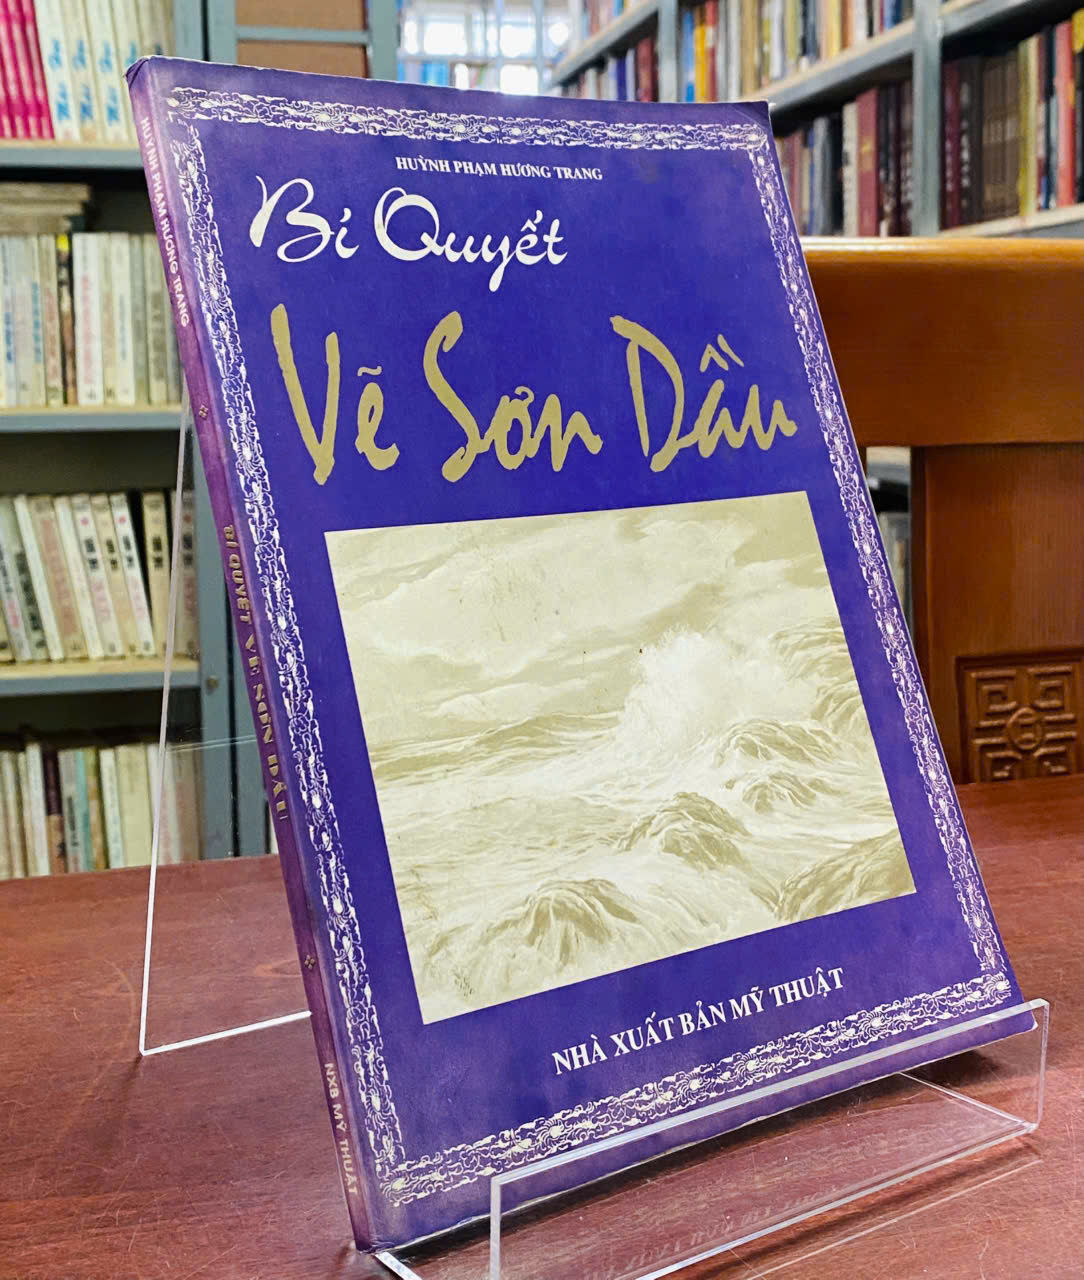 HUỲNH PHẠM HƯƠNG TRANG
Bí Quyết
Vẽ Sơn Dầu
NHÀ XUẤT BẢN MỸ THUẬT
HUỲNH PHẠM HƯƠNG TRANG
BÍ QUYẾT VẼ SƠN DẦU
NXB MỸ THUẬT